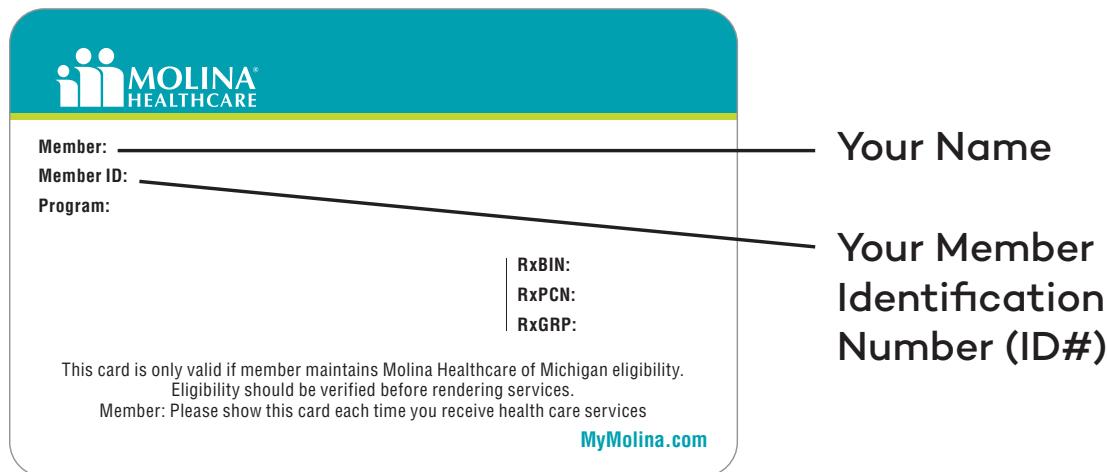 MOLINA®
HEALTHCARE
Member:
Your Name
Member ID:
Program:
Your Member
Identification
Number (ID#)
RxBIN:
RxPCN:
RxGRP:
This card is only valid if member maintains Molina Healthcare of Michigan eligibility.
Eligibility should be verified before rendering services.
Member: Please show this card each time you receive health care services
MyMolina.com